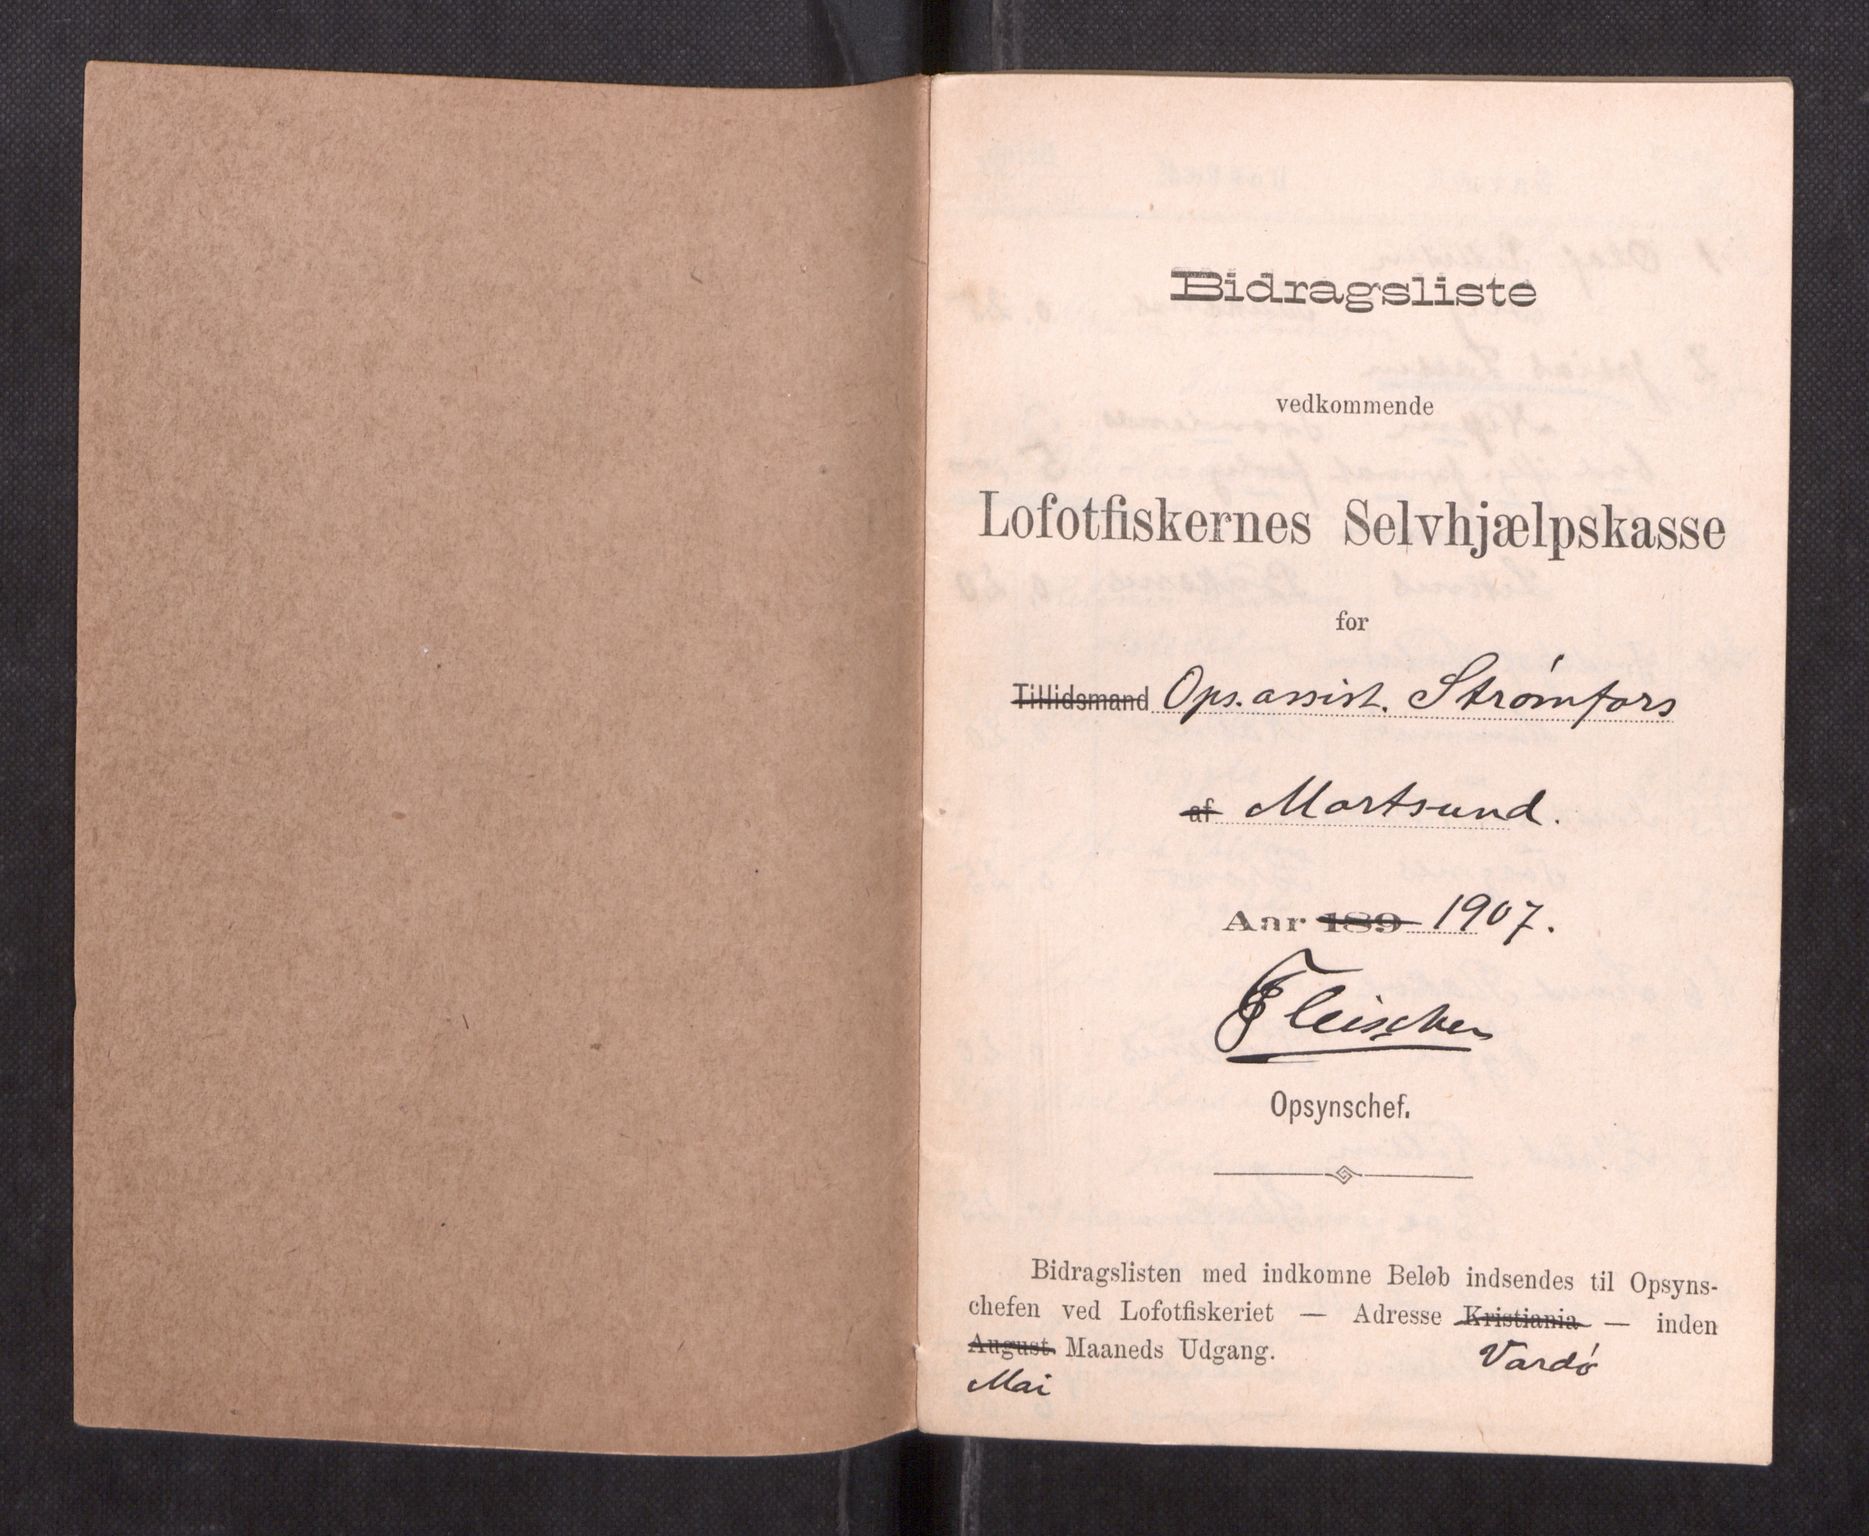 Bidragsliste
vedkommende
Lofotfiskernes Selvhjælpskasse
for
Tillidsmand Ops.assist. Strømfors
af Mortsund.
Aar 189 1907.
Fleischer
Opsynschef.
Bidragslisten med indkomne Beløb indsendes til Opsyns-
chefen ved Lofotfiskeriet — Adresse Kristiania — inden
August Maaneds Udgang. Vardö
Mai